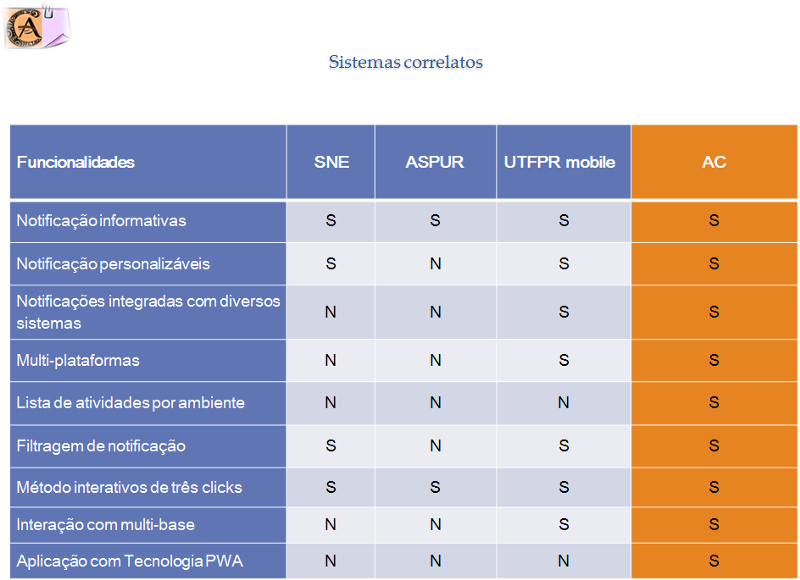 Sistemas correlatos
Funcionalidades SNE ASPUR UTFPR mobile AC
Notificação informativas S S S S
Notificação personalizáveis S N S S
Notificações integradas com diversos
sistemas N N S S
Multi-plataformas N N S S
Lista de atividades por ambiente N N N S
Filtragem de notificação S N S S
Método interativos de três clicks S S S S
Interação com multi-base N N S S
Aplicação com Tecnologia PWA N N N S